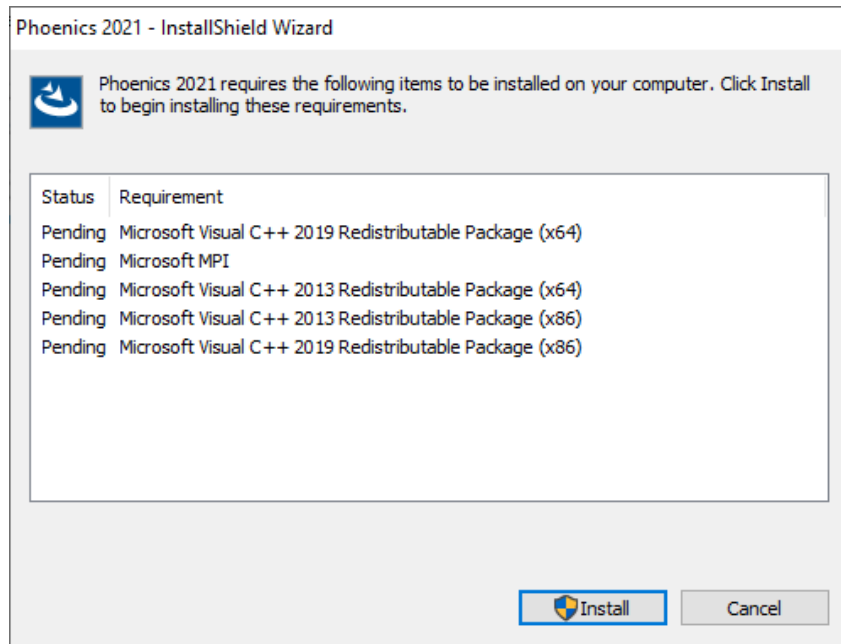 Phoenics 2021 - InstallShield Wizard
Phoenics 2021 requires the following items to be installed on your computer. Click Install
to begin installing these requirements.
Status Requirement
Pending Microsoft Visual C++ 2019 Redistributable Package (x64)
Pending Microsoft MPI
Pending Microsoft Visual C++ 2013 Redistributable Package (x64)
Pending Microsoft Visual C++ 2013 Redistributable Package (x86)
Pending Microsoft Visual C++ 2019 Redistributable Package (x86)
Install Cancel